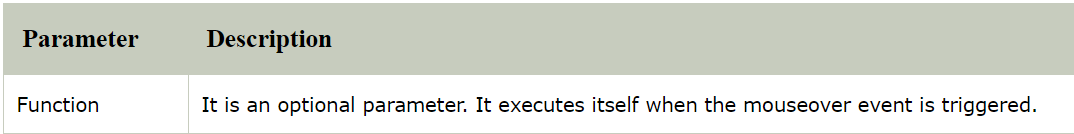 Parameter Description
Function It is an optional parameter. It executes itself when the mouseover event is triggered.